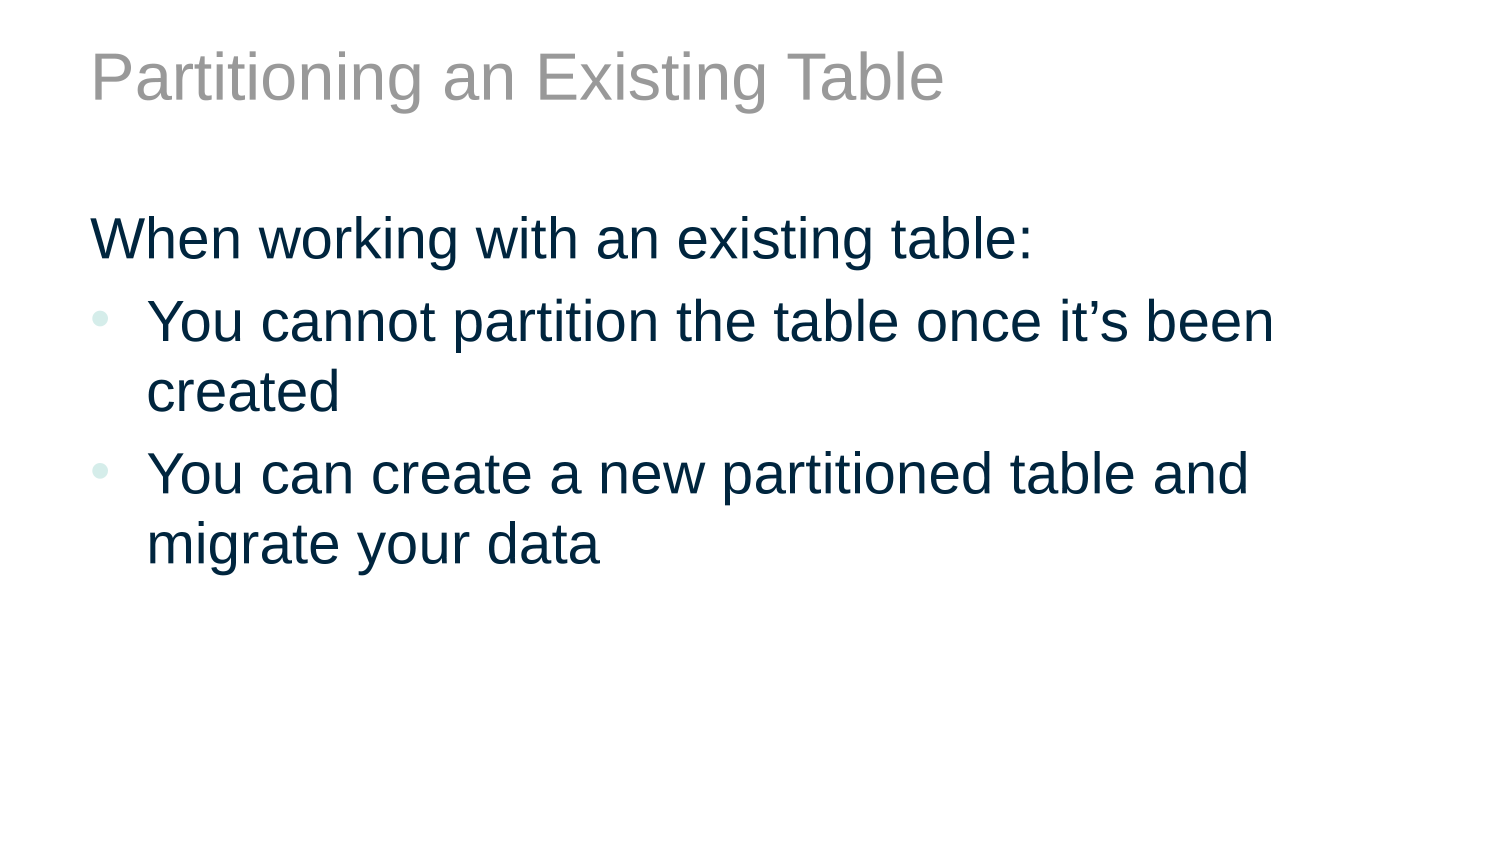 Partitioning an Existing Table
When working with an existing table:
• You cannot partition the table once it’s been
created
• You can create a new partitioned table and
migrate your data